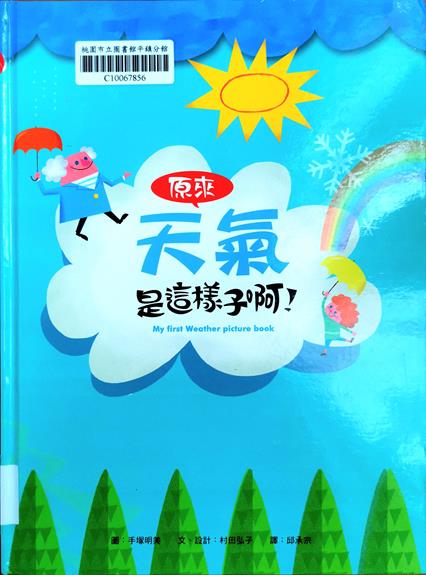 桃園市立圖書館平鎮分館
C10067856
原來
天氣
是這樣子啊!
My first Weather picture book
圖:手塚明美 文、設計:村田弘子 譯:邱承宗